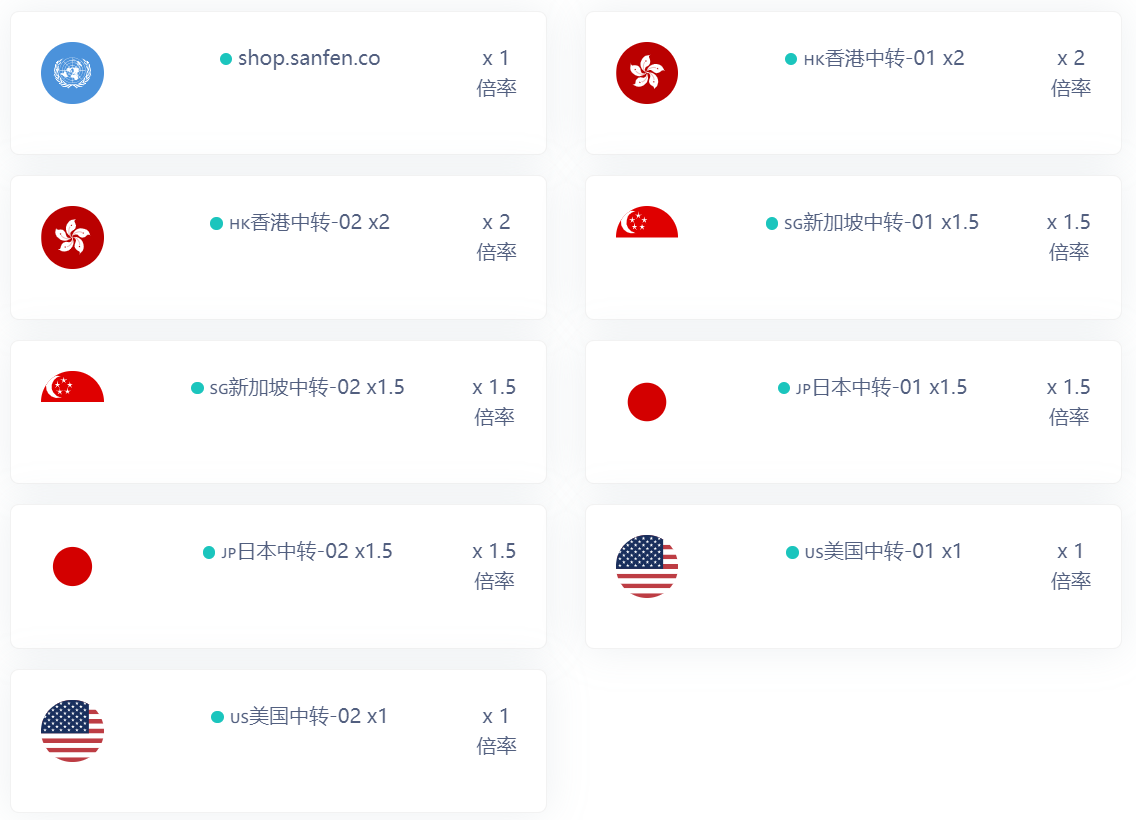 shop.sanfen.co
x 1
倍率
HK香港中转-01 x2
x 2
倍率
HK香港中转-02 x2
x 2
倍率
SG新加坡中转-01 x1.5
x 1.5
倍率
SG新加坡中转-02 x1.5
x 1.5
倍率
JP日本中转-01 x1.5
x 1.5
倍率
JP日本中转-02 x1.5
x 1.5
倍率
US美国中转-01 x1
x 1
倍率
US美国中转-02 x1
x 1
倍率